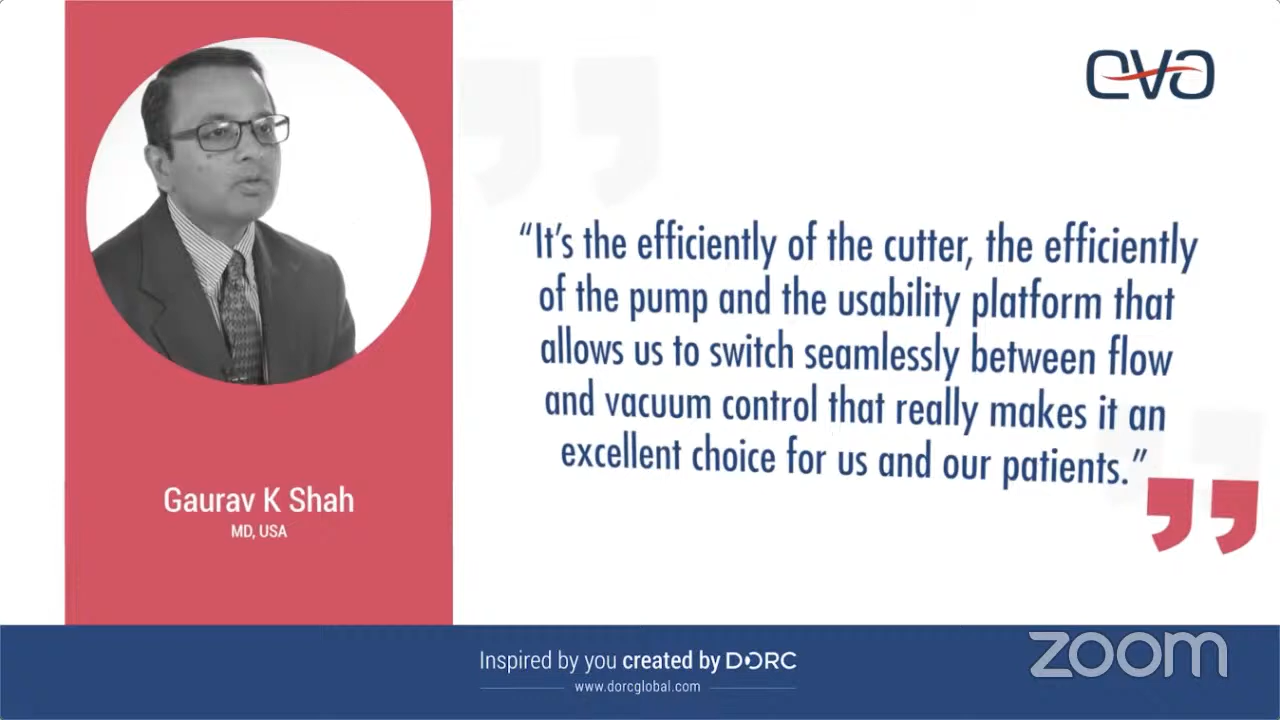 eva
“It’s the efficiently of the cutter, the efficiently
of the pump and the usability platform that
allows us to switch seamlessly between flow
and vacuum control that really makes it an
excellent choice for us and our patients.”
Gaurav K Shah
MD, USA
Inspired by you created by DORC
www.dorcglobal.com
zoom